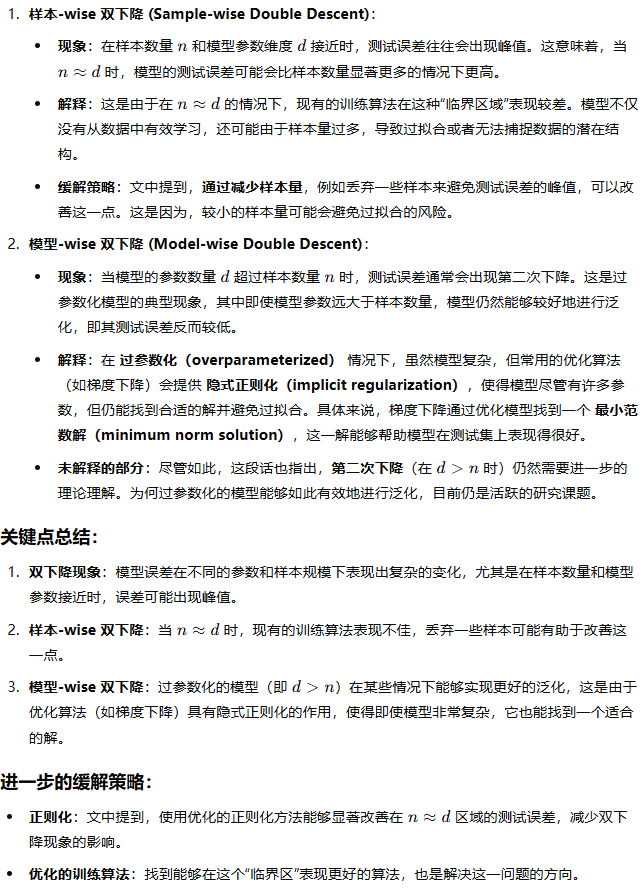 1. 样本-wise 双下降 (Sample-wise Double Descent)：
• 现象：在样本数量 n 和模型参数维度 d 接近时，测试误差往往会出现峰值。这意味着，当
n ≈ d 时，模型的测试误差可能会比样本数量显著更多的情况下更高。
• 解释：这是由于在 n ≈ d 的情况下，现有的训练算法在这种“临界区域”表现较差。模型不仅
没有从数据中有效学习，还可能由于样本量过多，导致过拟合或者无法捕捉数据的潜在结
构。
• 缓解策略：文中提到，通过减少样本量，例如丢弃一些样本来避免测试误差的峰值，可以改
善这一点。这是因为，较小的样本量可能会避免过拟合的风险。
2. 模型-wise 双下降 (Model-wise Double Descent)：
• 现象：当模型的参数数量 d 超过样本数量 n 时，测试误差通常会出现第二次下降。这是过
参数化模型的典型现象，其中即使模型参数远大于样本数量，模型仍然能够较好地进行泛
化，即其测试误差反而较低。
• 解释：在 过参数化（overparameterized） 情况下，虽然模型复杂，但常用的优化算法
（如梯度下降）会提供 隐式正则化（implicit regularization），使得模型尽管有许多参
数，但仍能找到合适的解并避免过拟合。具体来说，梯度下降通过优化模型找到一个 最小范
数解（minimum norm solution），这一解能够帮助模型在测试集上表现得很好。
• 未解释的部分：尽管如此，这段话也指出，第二次下降（在 d > n 时）仍然需要进一步的
理论理解。为何过参数化的模型能够如此有效地进行泛化，目前仍是活跃的研究课题。
关键点总结：
1. 双下降现象：模型误差在不同的参数和样本规模下表现出复杂的变化，尤其是在样本数量和模型
参数接近时，误差可能出现峰值。
2. 样本-wise 双下降：当 n ≈ d 时，现有的训练算法表现不佳，丢弃一些样本可能有助于改善这
一点。
3. 模型-wise 双下降：过参数化的模型（即 d > n）在某些情况下能够实现更好的泛化，这是由于
优化算法（如梯度下降）具有隐式正则化的作用，使得即使模型非常复杂，它也能找到一个适合
的解。
进一步的缓解策略：
• 正则化：文中提到，使用优化的正则化方法能够显著改善在 n ≈ d 区域的测试误差，减少双下
降现象的影响。
• 优化的训练算法：找到能够在这个“临界区”表现更好的算法，也是解决这一问题的方向。